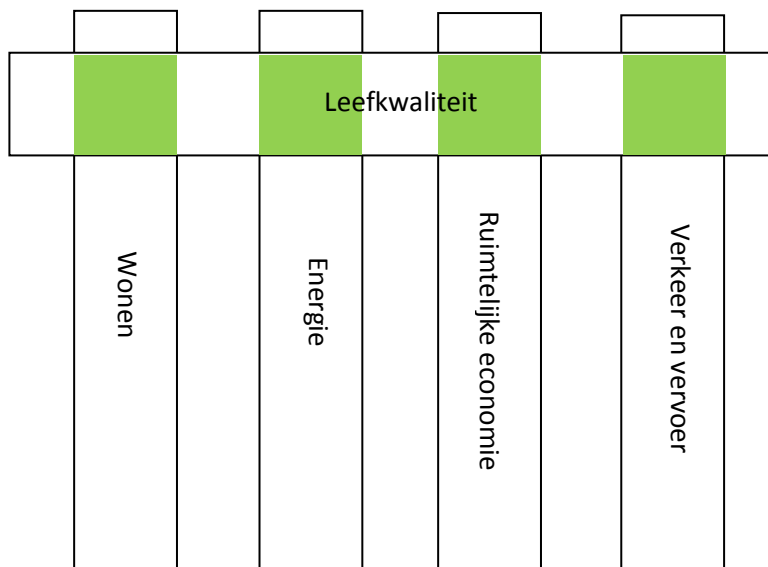 Leefkwaliteit
Wonen
Energie
Ruimtelijke economie
Verkeer en vervoer